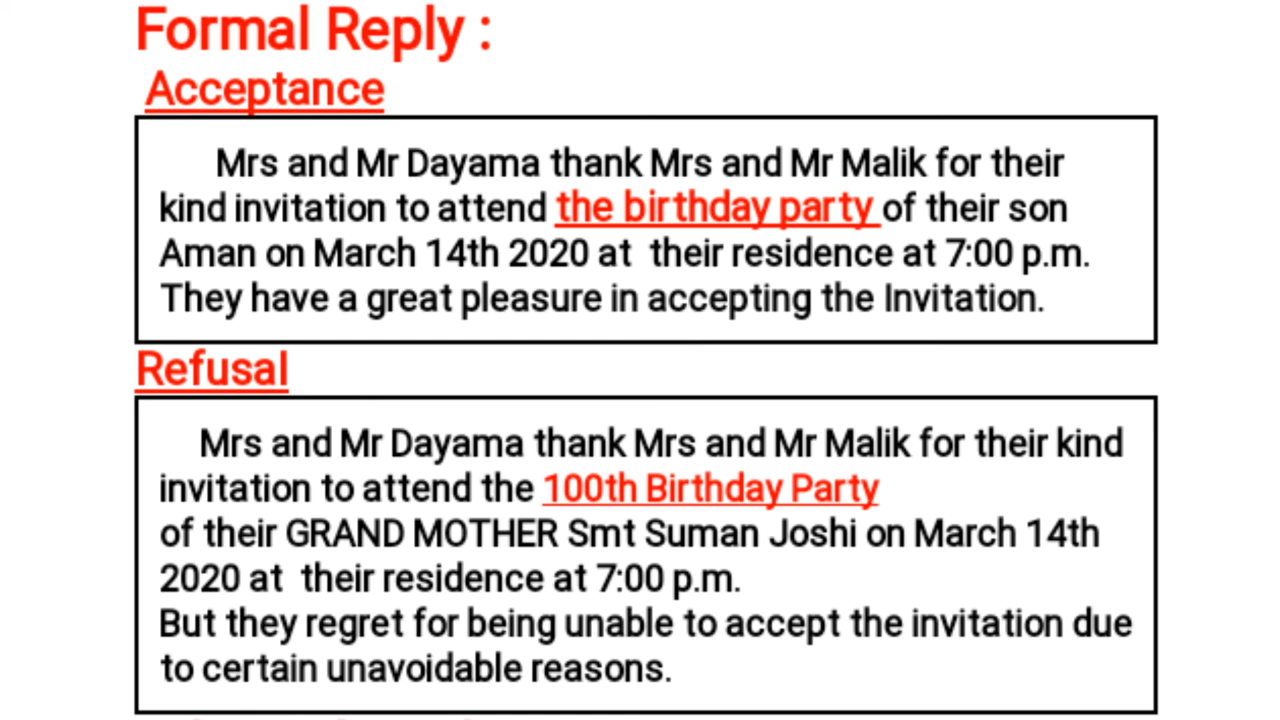 Formal Reply :
Acceptance
Mrs and Mr Dayama thank Mrs and Mr Malik for their
kind invitation to attend the birthday party of their son
Aman on March 14th 2020 at their residence at 7:00 p.m.
They have a great pleasure in accepting the Invitation.
Refusal
Mrs and Mr Dayama thank Mrs and Mr Malik for their kind
invitation to attend the 100th Birthday Party
of their GRAND MOTHER Smt Suman Joshi on March 14th
2020 at their residence at 7:00 p.m.
But they regret for being unable to accept the invitation due
to certain unavoidable reasons.